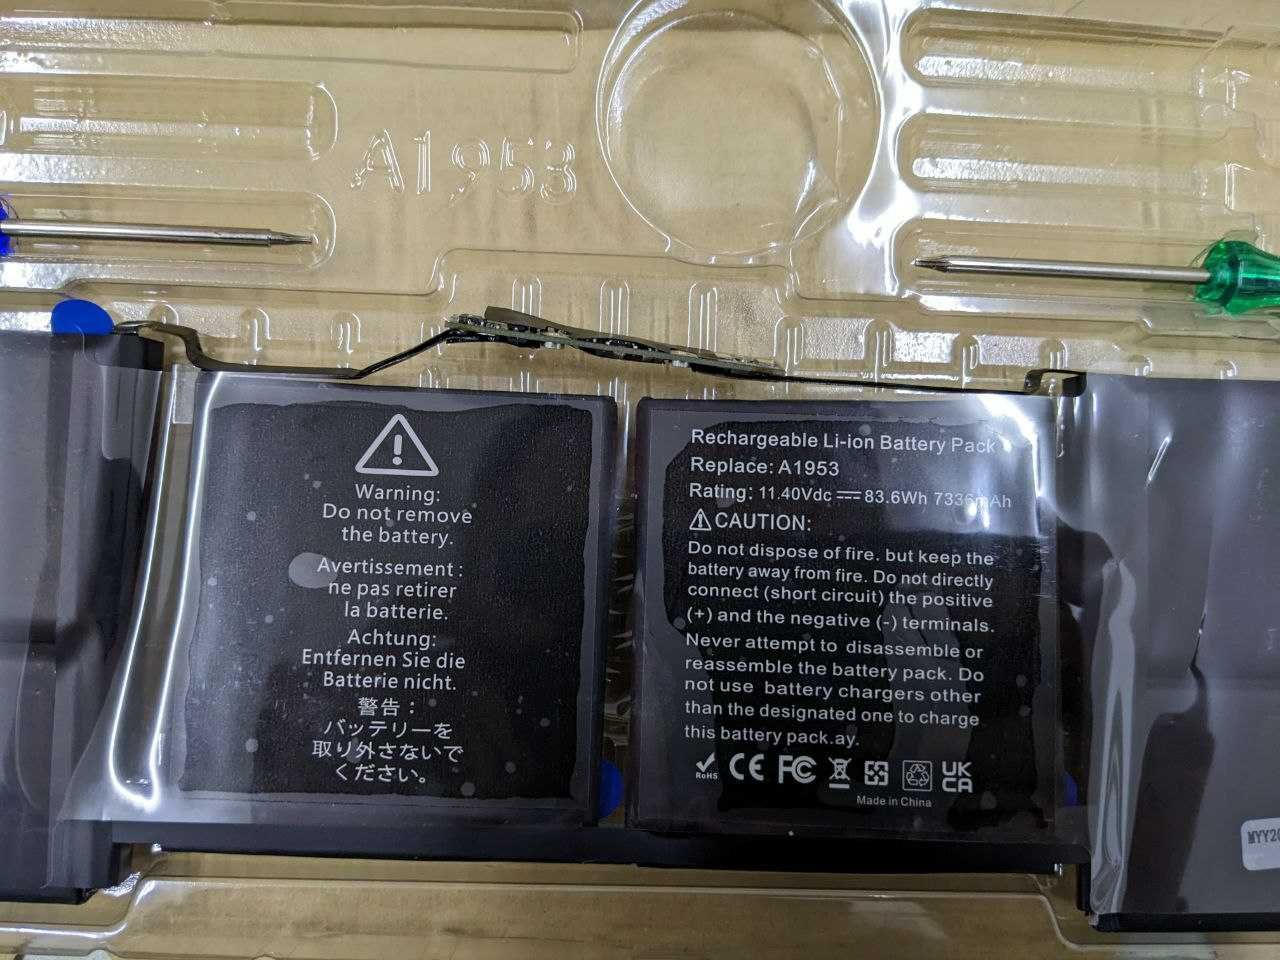 A1953
Warning:
Do not remove
the battery.
Avertissement :
ne pas retirer
la batterie.
Achtung:
Entfernen Sie die
Batterie nicht.
警告：
バッテリーを
取り外さないで
ください。
Rechargeable Li-ion Battery Pack
Replace: A1953
Rating: 11.40Vdc ⎓ 83.6Wh 7336mAh
CAUTION:
Do not dispose of fire. but keep the
battery away from fire. Do not directly
connect (short circuit) the positive
(+) and the negative (-) terminals.
Never attempt to disassemble or
reassemble the battery pack. Do
not use battery chargers other
than the designated one to charge
this battery pack.ay.
RoHS CE FC UK CA
Made in China